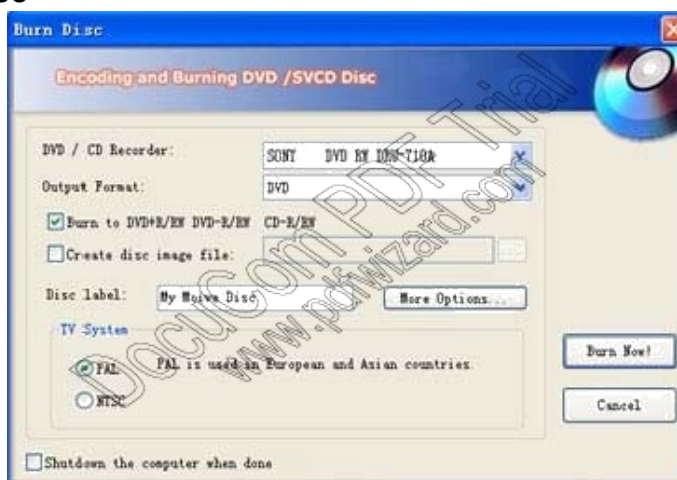 Burn Disc
Encoding and Burning DVD /SVCD Disc
DVD / CD Recorder:
SONY DVD RW DRU-710A
Output Format:
DVD
Burn to DVD+R/RW DVD-R/RW CD-R/RW
Create disc image file:
...
Disc label:
My Moive Disc
More Options...
TV System
PAL
PAL is used in European and Asian countries.
NTSC
Burn Now!
Cancel
Shutdown the computer when done
DocuCom PDF Trial
www.pdfwizard.com